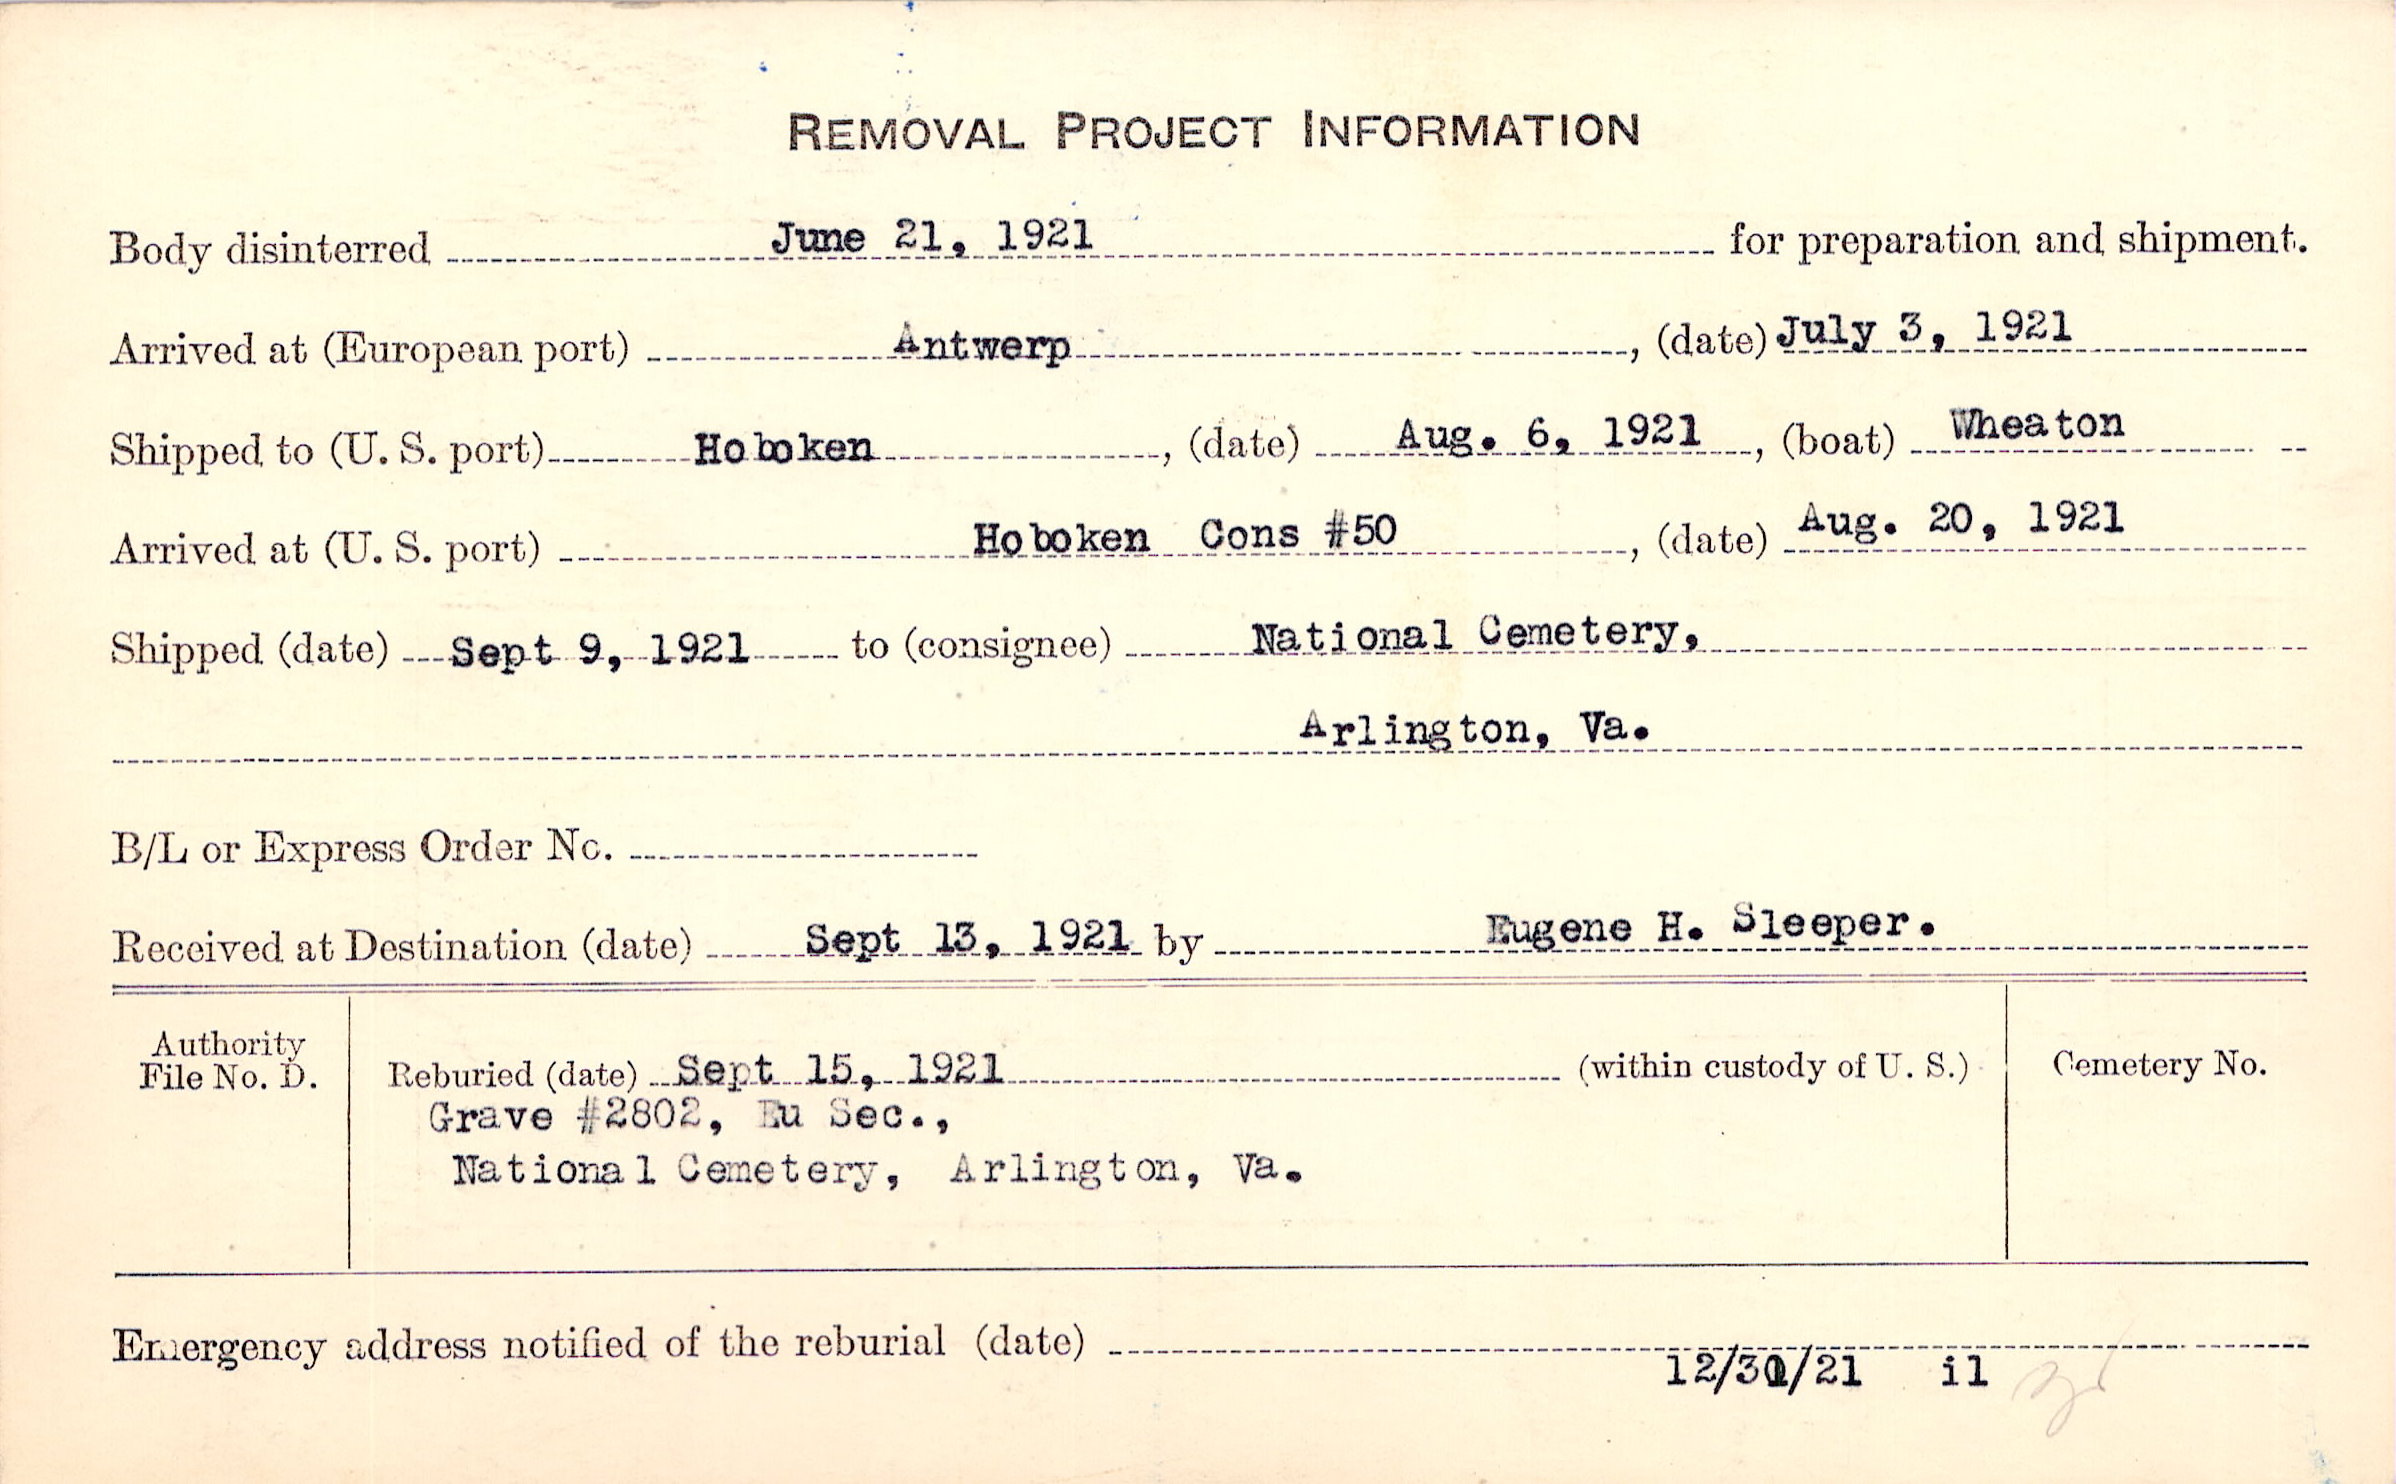 REMOVAL PROJECT INFORMATION
Body disinterred June 21, 1921 for preparation and shipment.
Arrived at (European port) Antwerp, (date) July 3, 1921
Shipped to (U. S. port) Hoboken, (date) Aug. 6, 1921, (boat) Wheaton
Arrived at (U. S. port) Hoboken Cons #50, (date) Aug. 20, 1921
Shipped (date) Sept 9, 1921 to (consignee) National Cemetery,
Arlington, Va.
B/L or Express Order No.
Received at Destination (date) Sept 13, 1921 by Eugene H. Sleeper.
Authority
File No. D.
Reburied (date) Sept 15, 1921 (within custody of U. S.)
Grave #2802, Eu Sec.,
National Cemetery, Arlington, Va.
Cemetery No.
Emergency address notified of the reburial (date)
il